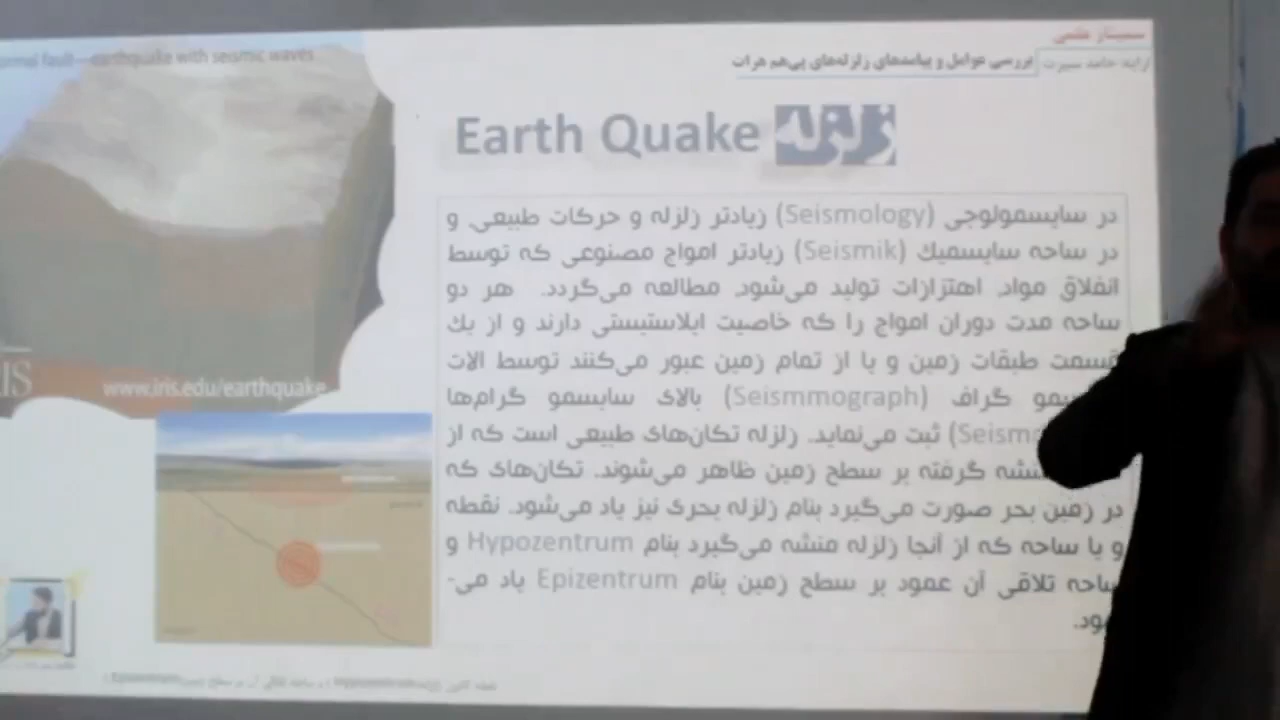 سمینار علمی
بررسی عوامل و پیامدهای زلزله‌های پی‌هم هرات
fault—earthquake with seismic waves
Earth Quake زلزله
در سایسمولوجی (Seismology) زیادتر زلزله و حرکات طبیعی و
در ساحه سایسمیک (Seismik) زیادتر امواج مصنوعی که توسط
انفلاق مواد، اهتزازات تولید می‌شود، مطالعه می‌گردد. هر دو
ساحه مدت دوران امواج را که خاصیت ایلاستیستی دارند و از یک
قسمت طبقات زمین و یا از تمام زمین عبور می‌کنند توسط الات
گراف (Seismmograph) بالای سایسمو گرام‌ها
ثبت می‌نماید. زلزله تکان‌های طبیعی است که از
گرفته بر سطح زمین ظاهر می‌شوند. تکان‌های که
در زمین بحر صورت می‌گیرد بنام زلزله بحری نیز یاد می‌شود. نقطه
و یا ساحه که از آنجا زلزله منشه می‌گیرد بنام Hypozentrum و
ساحه تلاقی آن عمود بر سطح زمین بنام Epizentrum یاد می-
www.iris.edu/earthquake